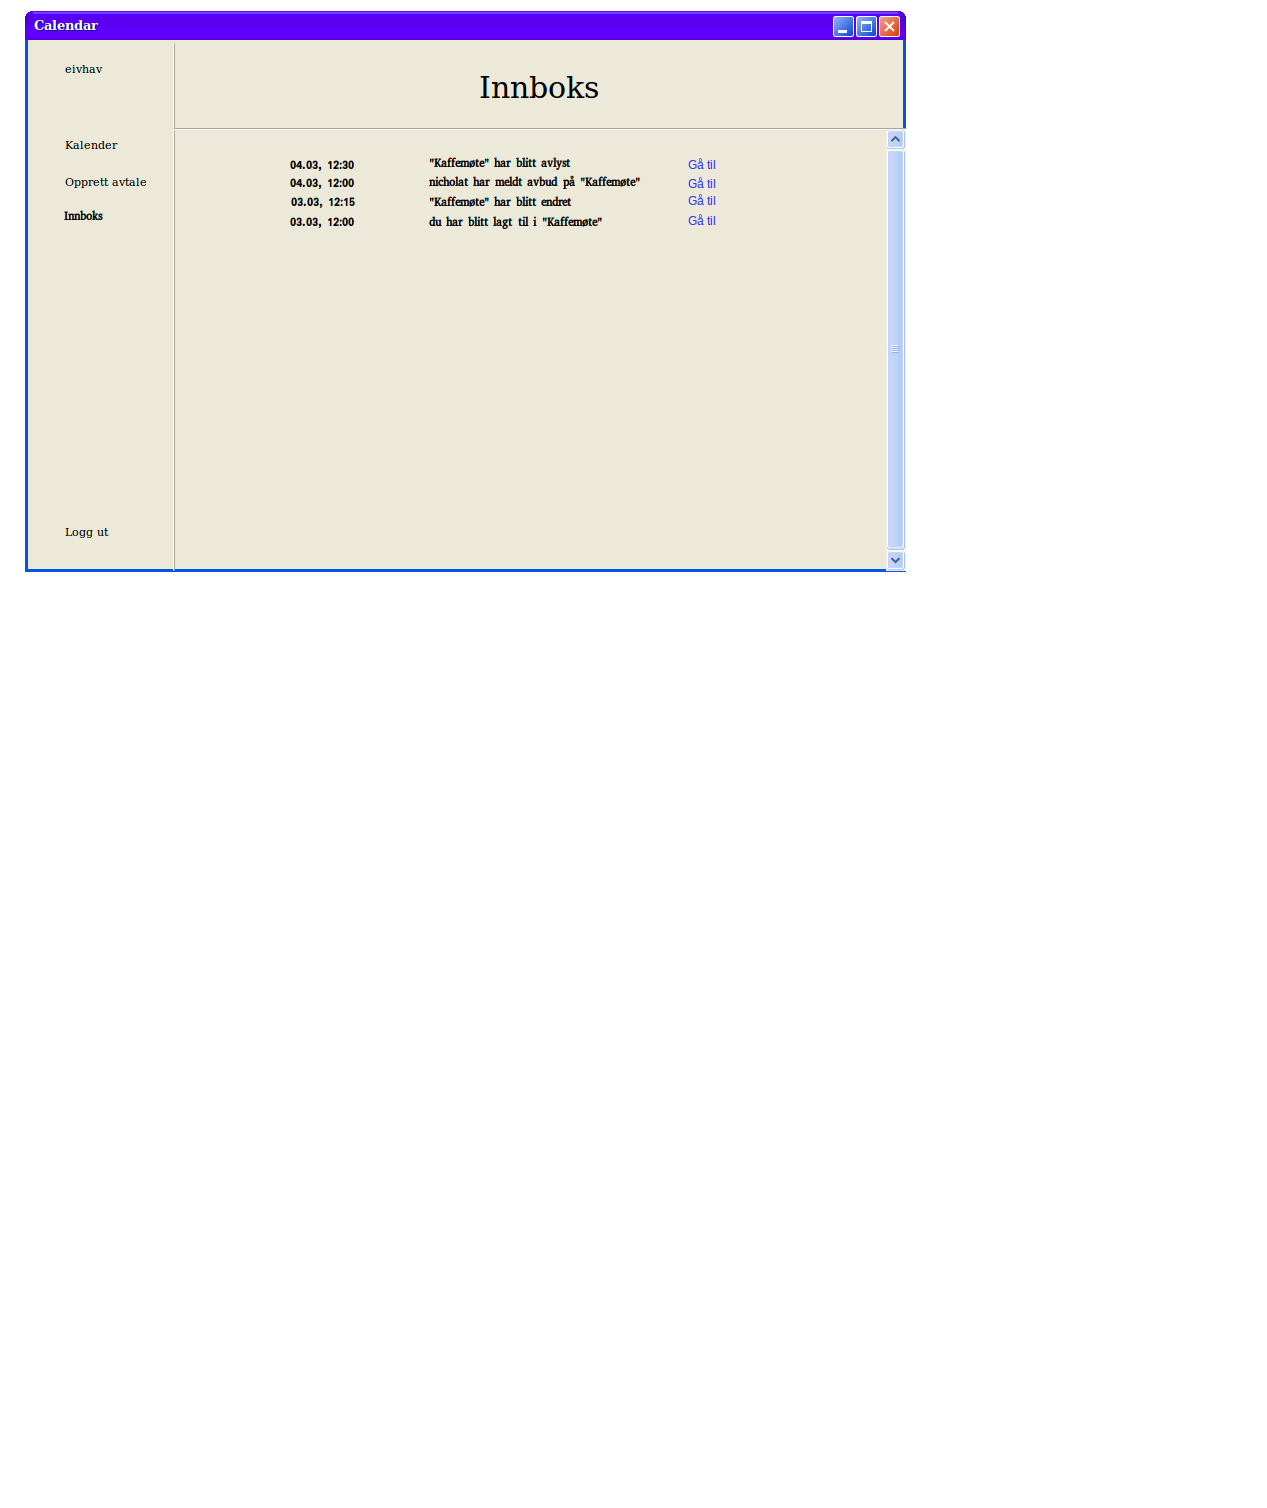 Calendar
eivhav
Innboks
Kalender
Opprett avtale
Innboks
04.03, 12:30 "Kaffemøte" har blitt avlyst Gå til
04.03, 12:00 nicholat har meldt avbud på "Kaffemøte" Gå til
03.03, 12:15 "Kaffemøte" har blitt endret Gå til
03.03, 12:00 du har blitt lagt til i "Kaffemøte" Gå til
Logg ut